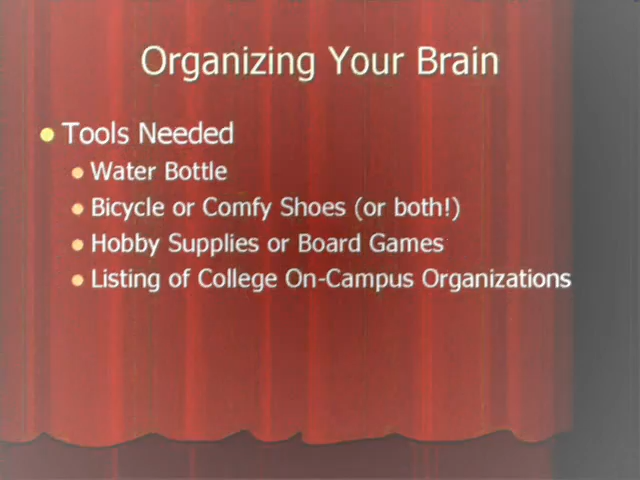 Organizing Your Brain
Tools Needed
Water Bottle
Bicycle or Comfy Shoes (or both!)
Hobby Supplies or Board Games
Listing of College On-Campus Organizations